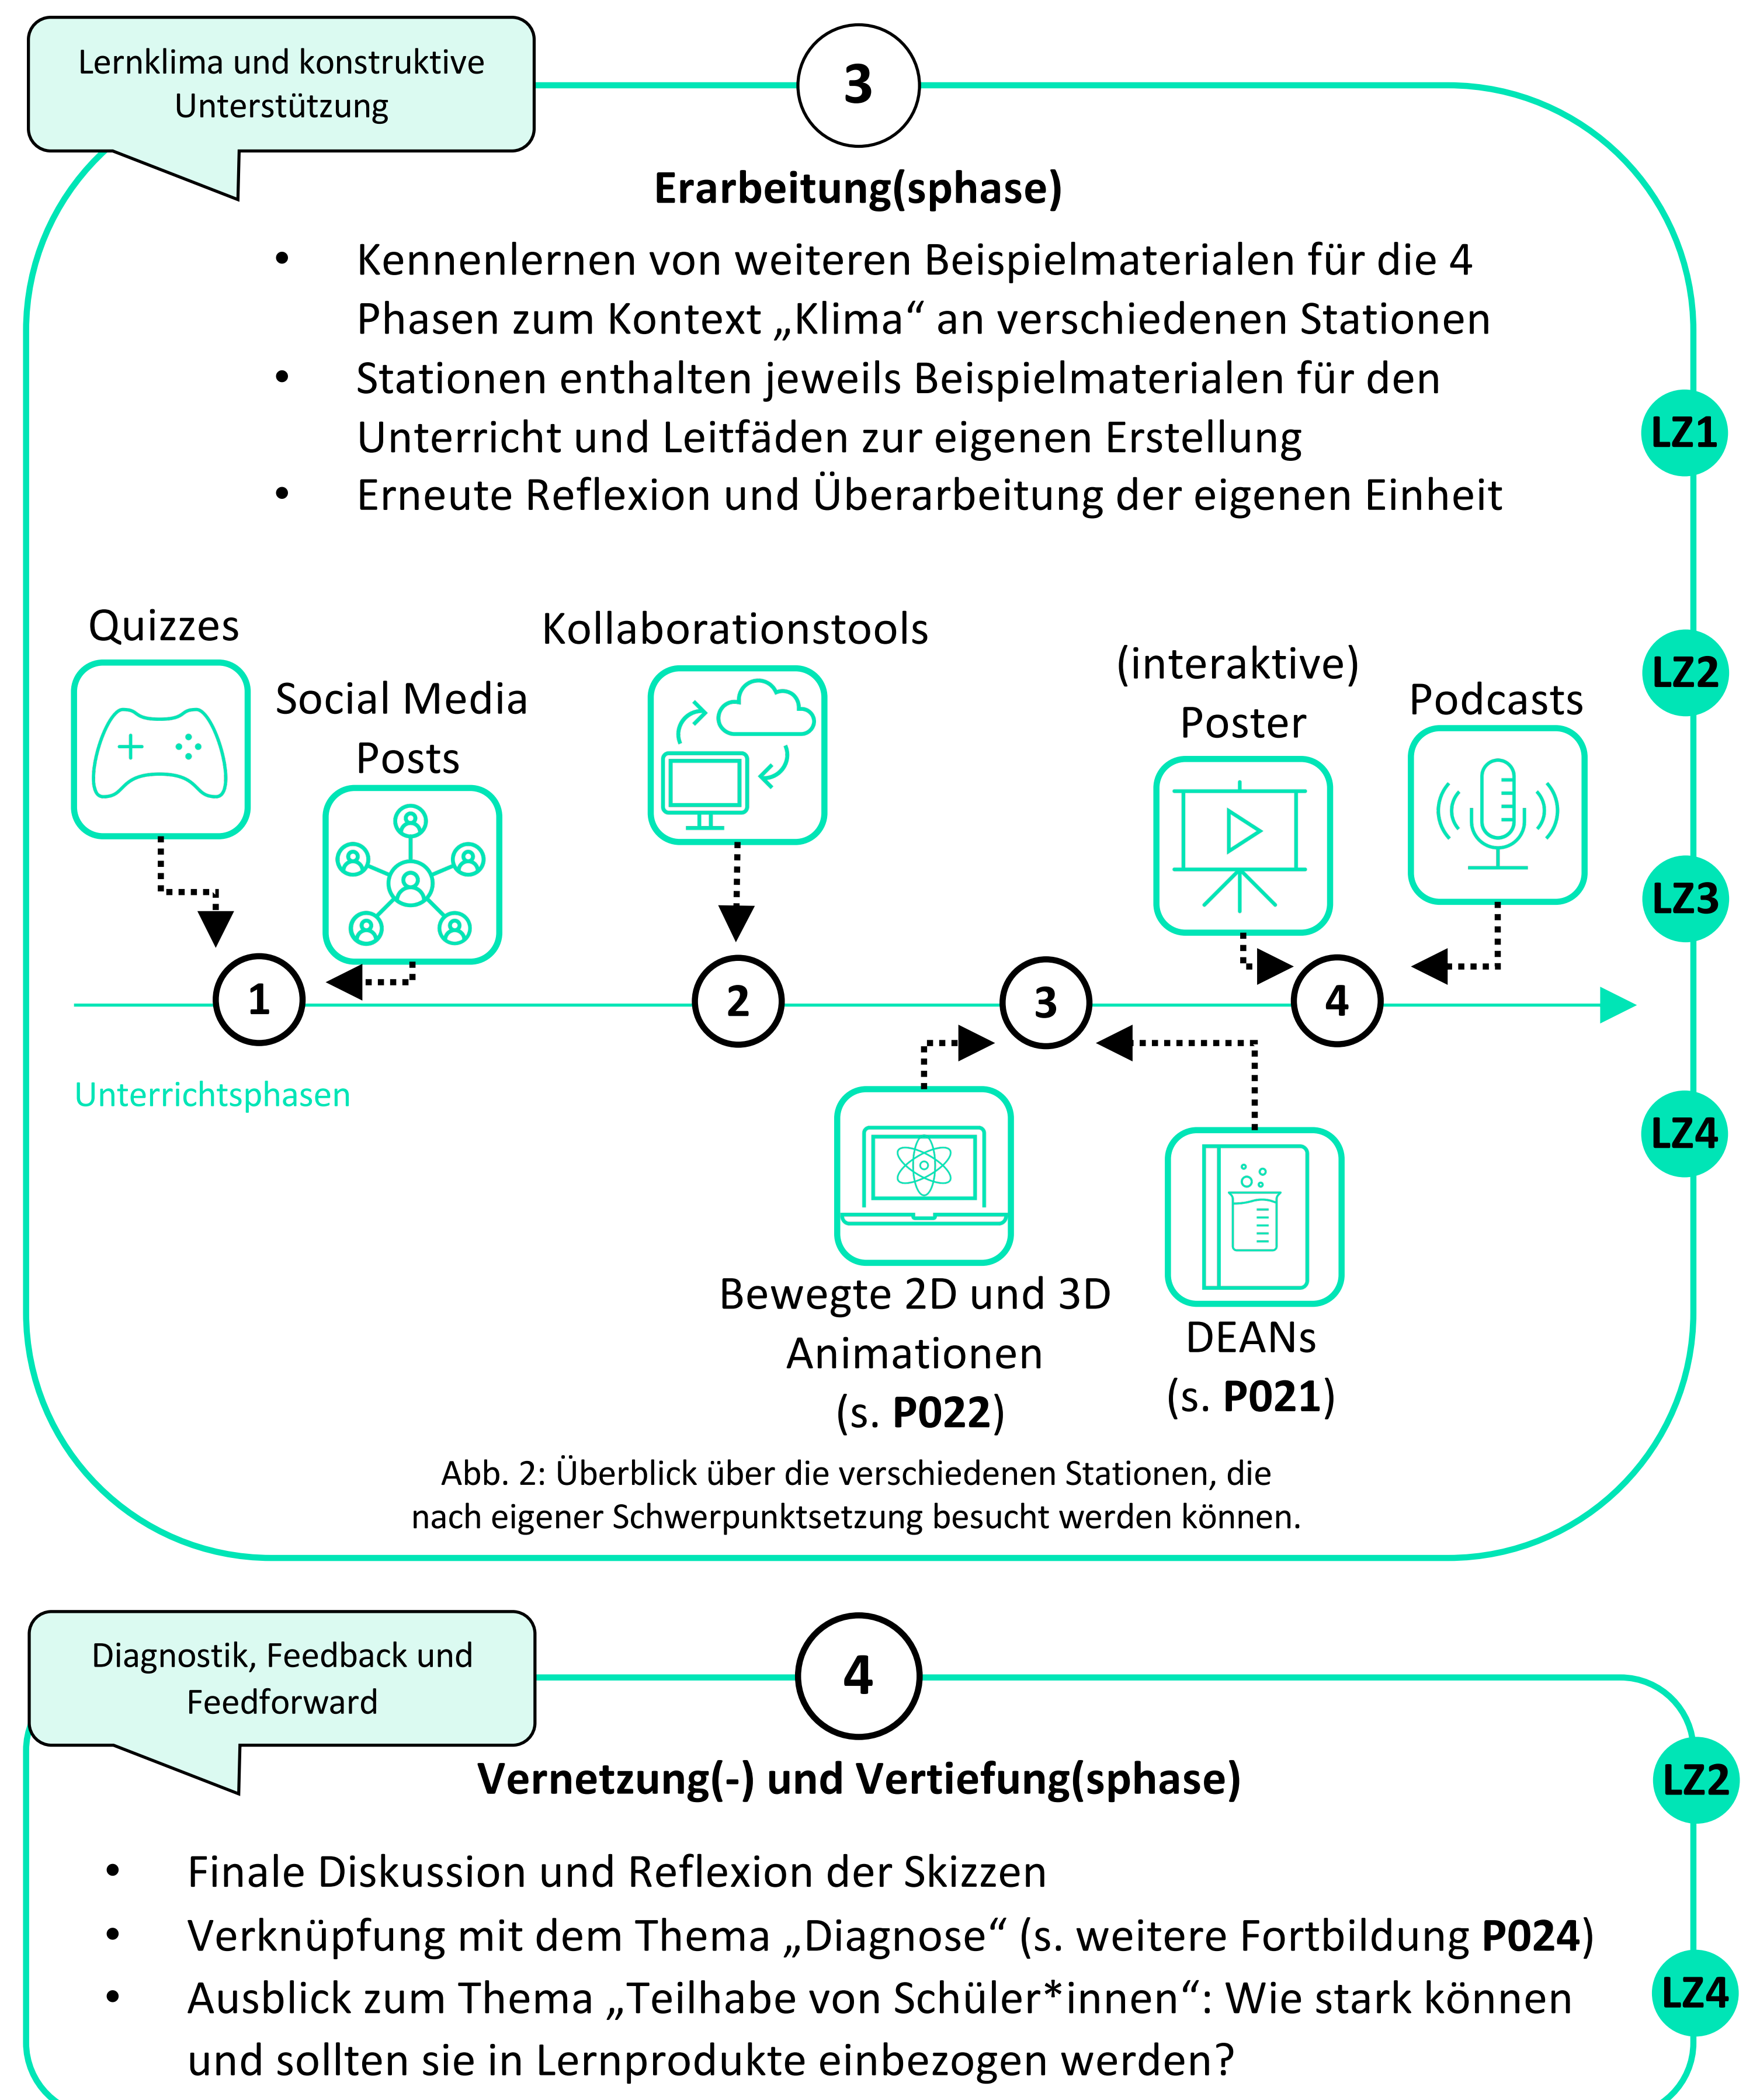 Lernklima und konstruktive
Unterstützung
3
Erarbeitung(sphase)
• Kennenlernen von weiteren Beispielmaterialen für die 4
Phasen zum Kontext „Klima“ an verschiedenen Stationen
• Stationen enthalten jeweils Beispielmaterialen für den
Unterricht und Leitfäden zur eigenen Erstellung
• Erneute Reflexion und Überarbeitung der eigenen Einheit
LZ1
LZ2
LZ3
LZ4
Quizzes
Social Media
Posts
Kollaborationstools
(interaktive)
Poster
Podcasts
1
2
3
4
Unterrichtsphasen
Bewegte 2D und 3D
Animationen
(s. P022)
DEANs
(s. P021)
Abb. 2: Überblick über die verschiedenen Stationen, die
nach eigener Schwerpunktsetzung besucht werden können.
Diagnostik, Feedback und
Feedforward
4
Vernetzung(-) und Vertiefung(sphase)
LZ2
• Finale Diskussion und Reflexion der Skizzen
• Verknüpfung mit dem Thema „Diagnose“ (s. weitere Fortbildung P024)
• Ausblick zum Thema „Teilhabe von Schüler*innen“: Wie stark können
und sollten sie in Lernprodukte einbezogen werden?
LZ4